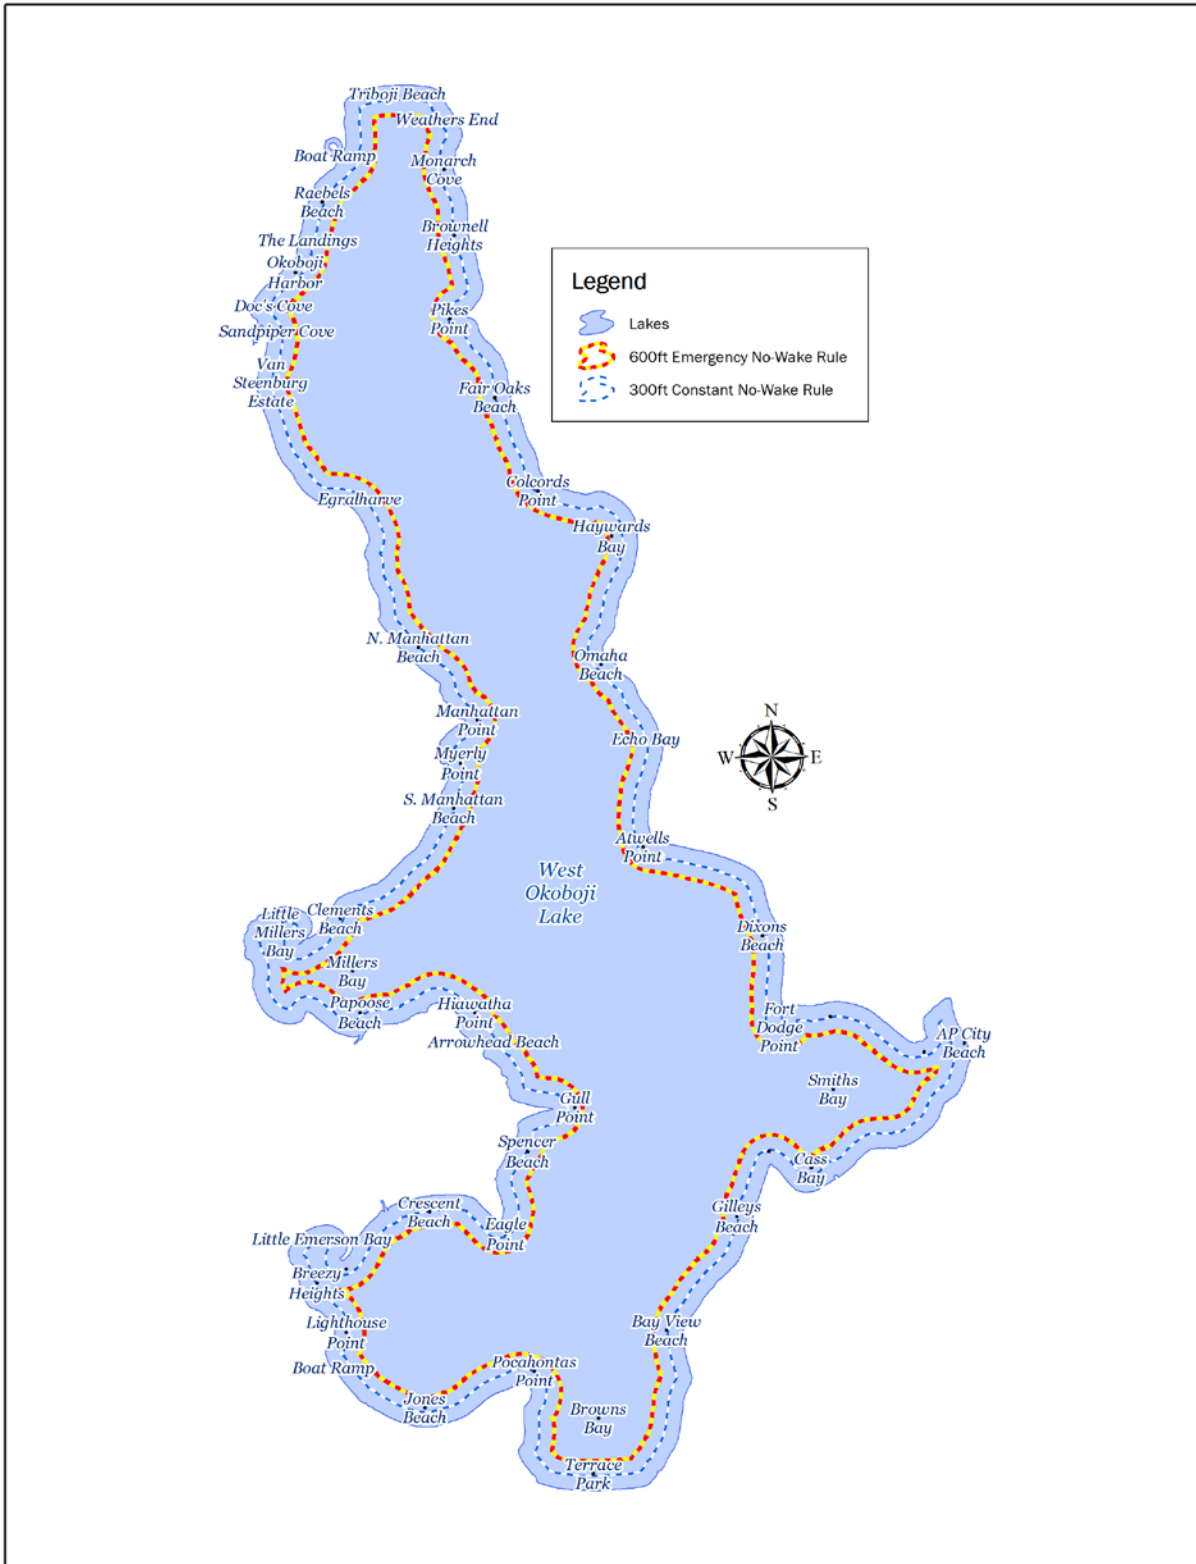 Triboji Beach
Weathers End
Boat Ramp
Monarch
Cove
Raebels
Beach
Brownell
Heights
The Landings
Okoboji
Harbor
Doc's Cove
Sandpiper Cove
Pikes
Point
Van
Steenburg
Estate
Fair Oaks
Beach
Legend
Lakes
600ft Emergency No-Wake Rule
300ft Constant No-Wake Rule
Colcords
Point
Egralharve
Haywards
Bay
N. Manhattan
Beach
Omaha
Beach
Manhattan
Point
Echo Bay
Myerly
Point
N
W
E
S
S. Manhattan
Beach
Atwells
Point
West
Okoboji
Lake
Clements
Beach
Little
Millers
Bay
Dixons
Beach
Millers
Bay
Papoose
Beach
Hiawatha
Point
Arrowhead Beach
Fort
Dodge
Point
AP City
Beach
Smiths
Bay
Gull
Point
Spencer
Beach
Cass
Bay
Crescent
Beach
Gilleys
Beach
Eagle
Point
Little Emerson Bay
Breezy
Heights
Lighthouse
Point
Bay View
Beach
Boat Ramp
Pocahontas
Point
Jones
Beach
Browns
Bay
Terrace
Park